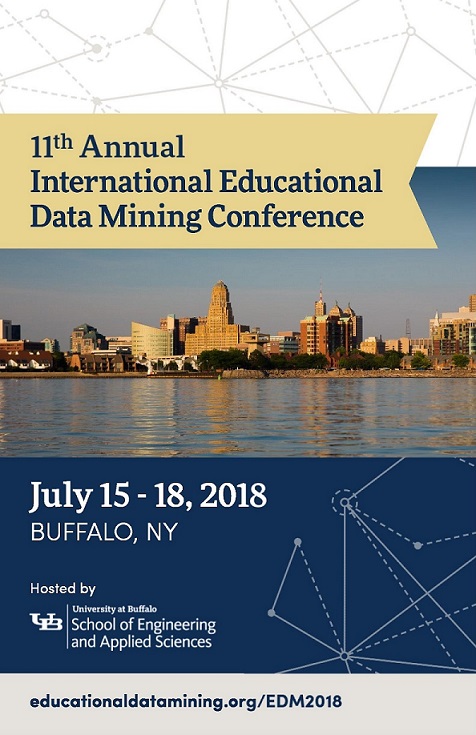 11th Annual
International Educational
Data Mining Conference
July 15 - 18, 2018
BUFFALO, NY
Hosted by
UB
University at Buffalo
School of Engineering
and Applied Sciences
educationaldatamining.org/EDM2018